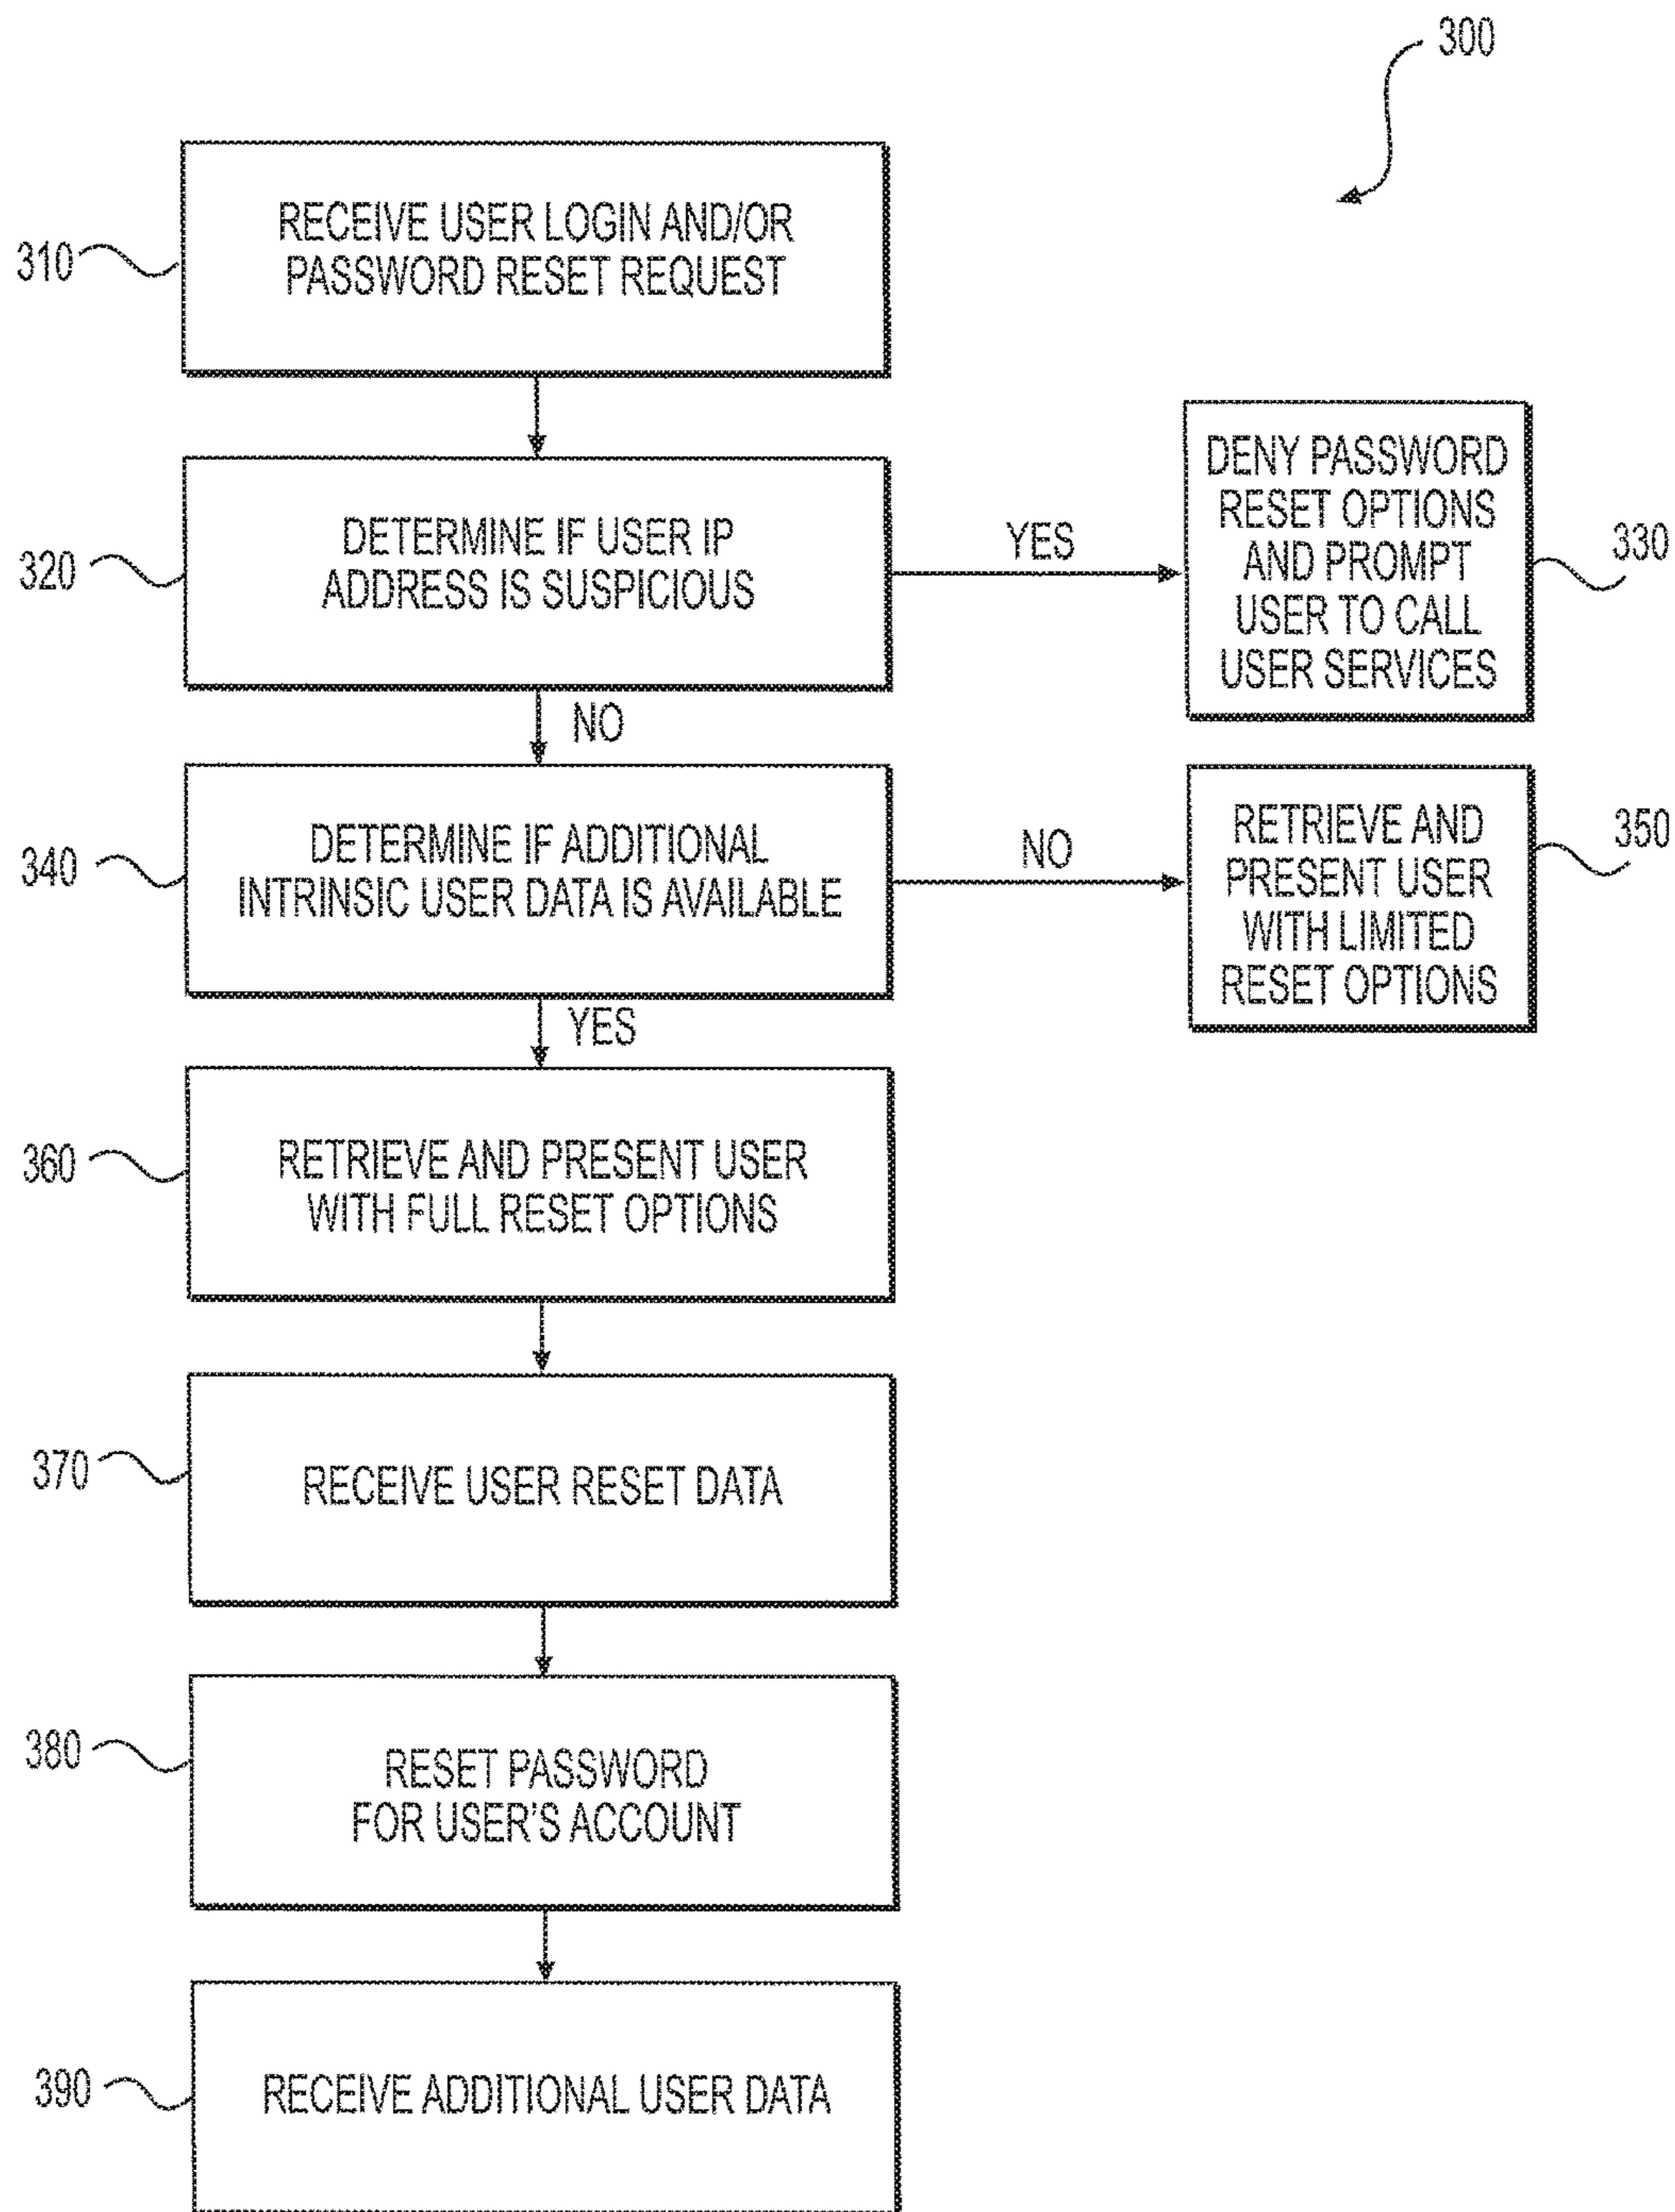 300
310
RECEIVE USER LOGIN AND/OR
PASSWORD RESET REQUEST
320
DETERMINE IF USER IP
ADDRESS IS SUSPICIOUS
YES
DENY PASSWORD
RESET OPTIONS
AND PROMPT
USER TO CALL
USER SERVICES
330
NO
340
DETERMINE IF ADDITIONAL
INTRINSIC USER DATA IS AVAILABLE
NO
RETRIEVE AND
PRESENT USER
WITH LIMITED
RESET OPTIONS
350
YES
360
RETRIEVE AND PRESENT USER
WITH FULL RESET OPTIONS
370
RECEIVE USER RESET DATA
380
RESET PASSWORD
FOR USER'S ACCOUNT
390
RECEIVE ADDITIONAL USER DATA